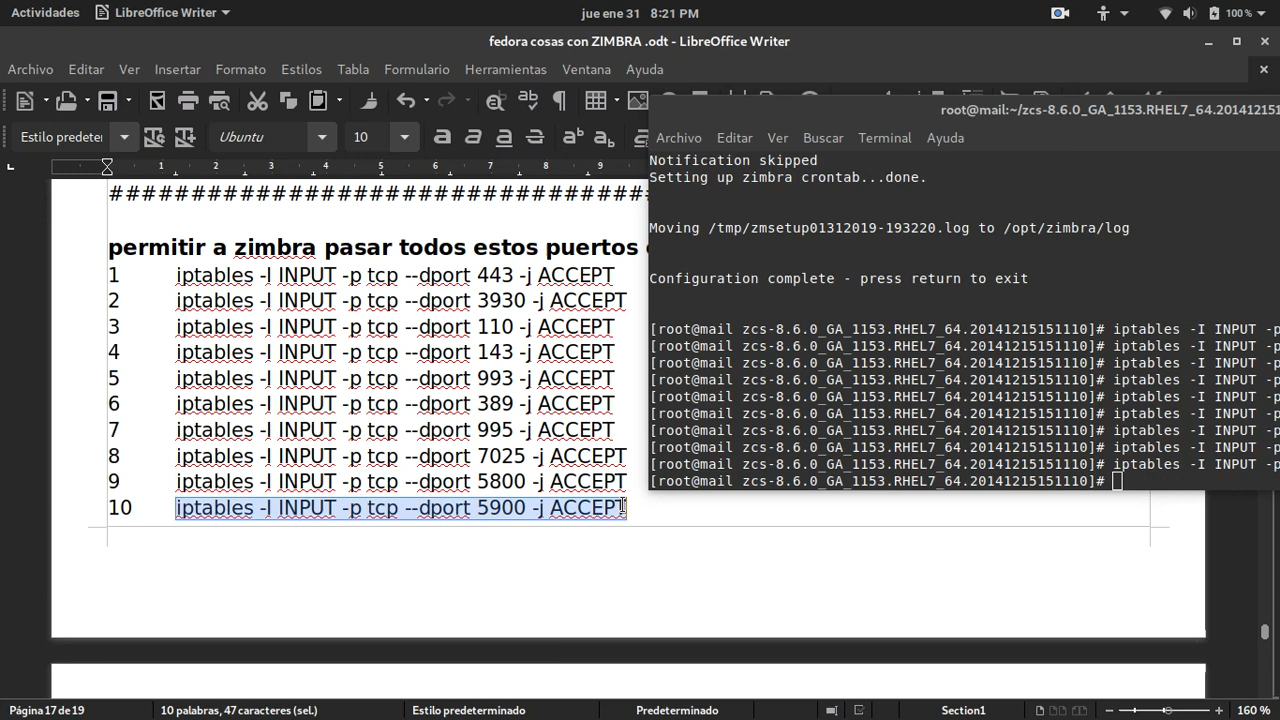 Actividades LibreOffice Writer jue ene 31 8:21 PM 100 %
fedora cosas con ZIMBRA .odt - LibreOffice Writer
Archivo Editar Ver Insertar Formato Estilos Tabla Formulario Herramientas Ventana Ayuda
Estilo predeter Ubuntu 10
1 2 3 4 5 6 7 8 9
permitir a zimbra pasar todos estos puertos
1 iptables -I INPUT -p tcp --dport 443 -j ACCEPT
2 iptables -I INPUT -p tcp --dport 3930 -j ACCEPT
3 iptables -I INPUT -p tcp --dport 110 -j ACCEPT
4 iptables -I INPUT -p tcp --dport 143 -j ACCEPT
5 iptables -I INPUT -p tcp --dport 993 -j ACCEPT
6 iptables -I INPUT -p tcp --dport 389 -j ACCEPT
7 iptables -I INPUT -p tcp --dport 995 -j ACCEPT
8 iptables -I INPUT -p tcp --dport 7025 -j ACCEPT
9 iptables -I INPUT -p tcp --dport 5800 -j ACCEPT
10 iptables -I INPUT -p tcp --dport 5900 -j ACCEPT
root@mail:~/zcs-8.6.0_GA_1153.RHEL7_64.2014121515
Archivo Editar Ver Buscar Terminal Ayuda
Notification skipped
Setting up zimbra crontab...done.
Moving /tmp/zmsetup01312019-193220.log to /opt/zimbra/log
Configuration complete - press return to exit
[root@mail zcs-8.6.0_GA_1153.RHEL7_64.20141215151110]# iptables -I INPUT -p
[root@mail zcs-8.6.0_GA_1153.RHEL7_64.20141215151110]# iptables -I INPUT -p
[root@mail zcs-8.6.0_GA_1153.RHEL7_64.20141215151110]# iptables -I INPUT -p
[root@mail zcs-8.6.0_GA_1153.RHEL7_64.20141215151110]# iptables -I INPUT -p
[root@mail zcs-8.6.0_GA_1153.RHEL7_64.20141215151110]# iptables -I INPUT -p
[root@mail zcs-8.6.0_GA_1153.RHEL7_64.20141215151110]# iptables -I INPUT -p
[root@mail zcs-8.6.0_GA_1153.RHEL7_64.20141215151110]# iptables -I INPUT -p
[root@mail zcs-8.6.0_GA_1153.RHEL7_64.20141215151110]# iptables -I INPUT -p
[root@mail zcs-8.6.0_GA_1153.RHEL7_64.20141215151110]# iptables -I INPUT -p
[root@mail zcs-8.6.0_GA_1153.RHEL7_64.20141215151110]#
Página 17 de 19 10 palabras, 47 caracteres (sel.) Estilo predeterminado Predeterminado Section1 160 %